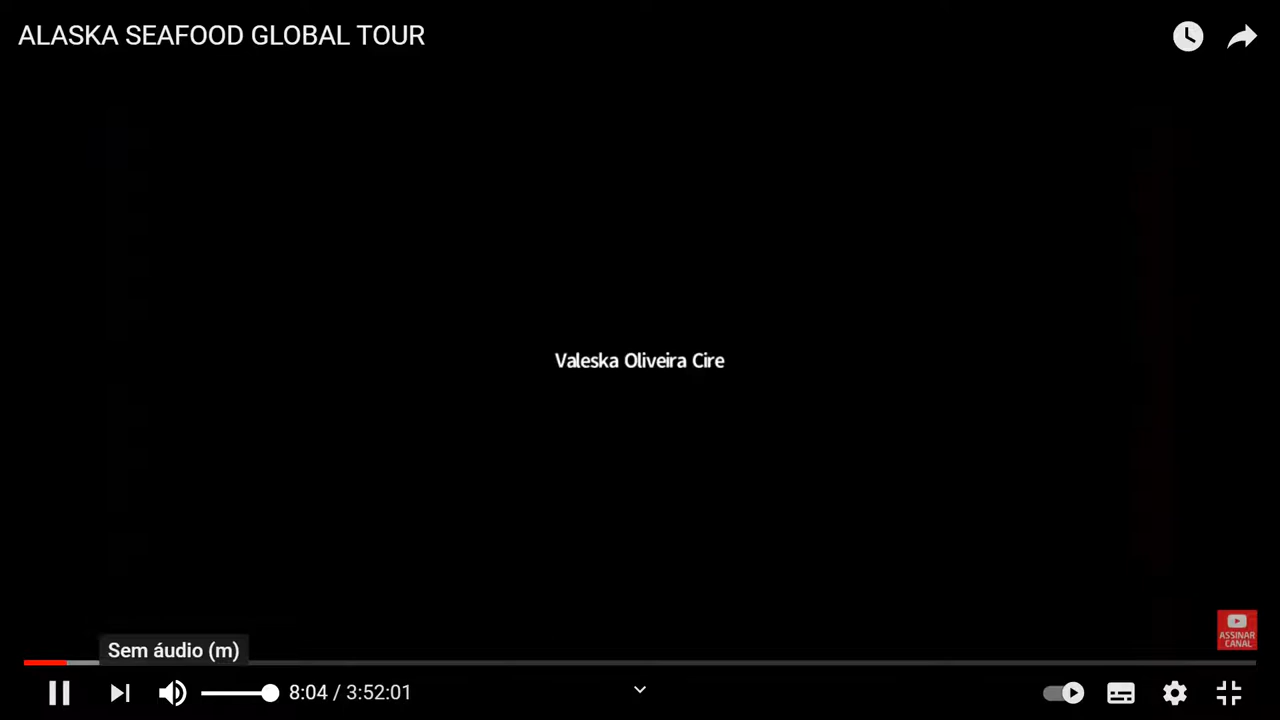 ALASKA SEAFOOD GLOBAL TOUR
Valeska Oliveira Cire
ASSINAR
CANAL
Sem áudio (m)
8:04 / 3:52:01